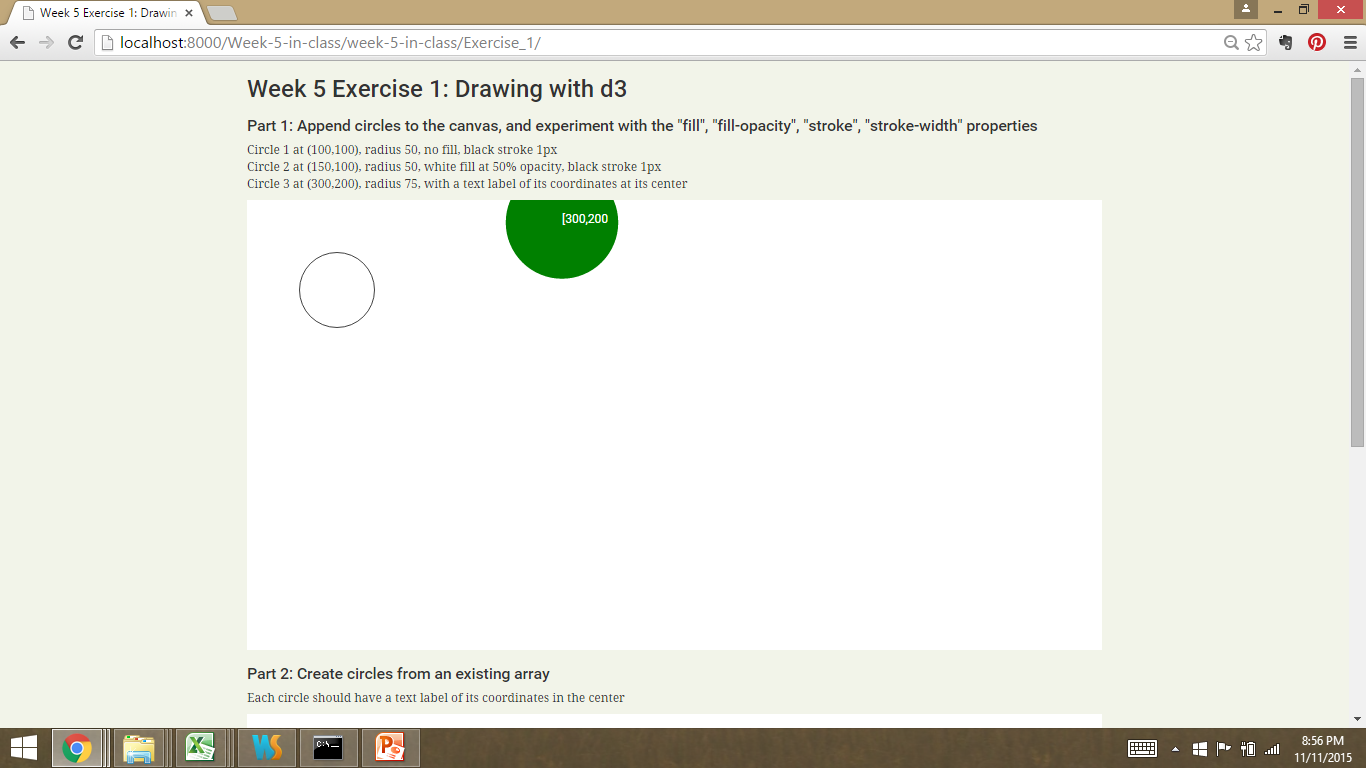 Week 5 Exercise 1: Drawin
localhost:8000/Week-5-in-class/week-5-in-class/Exercise_1/
Week 5 Exercise 1: Drawing with d3
Part 1: Append circles to the canvas, and experiment with the "fill", "fill-opacity", "stroke", "stroke-width" properties
Circle 1 at (100,100), radius 50, no fill, black stroke 1px
Circle 2 at (150,100), radius 50, white fill at 50% opacity, black stroke 1px
Circle 3 at (300,200), radius 75, with a text label of its coordinates at its center
[300,200
Part 2: Create circles from an existing array
Each circle should have a text label of its coordinates in the center
WS
C:\_
8:56 PM
11/11/2015